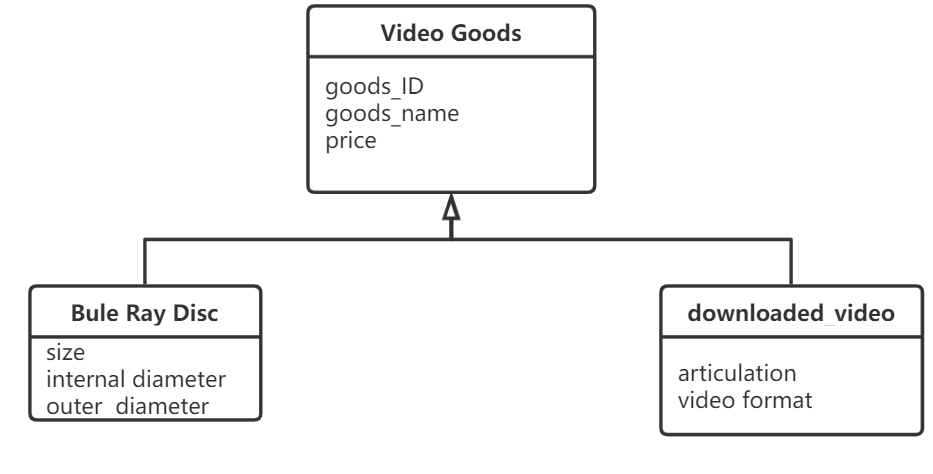 Video Goods
goods_ID
goods_name
price
Bule Ray Disc
size
internal diameter
outer_diameter
downloaded_video
articulation
video format